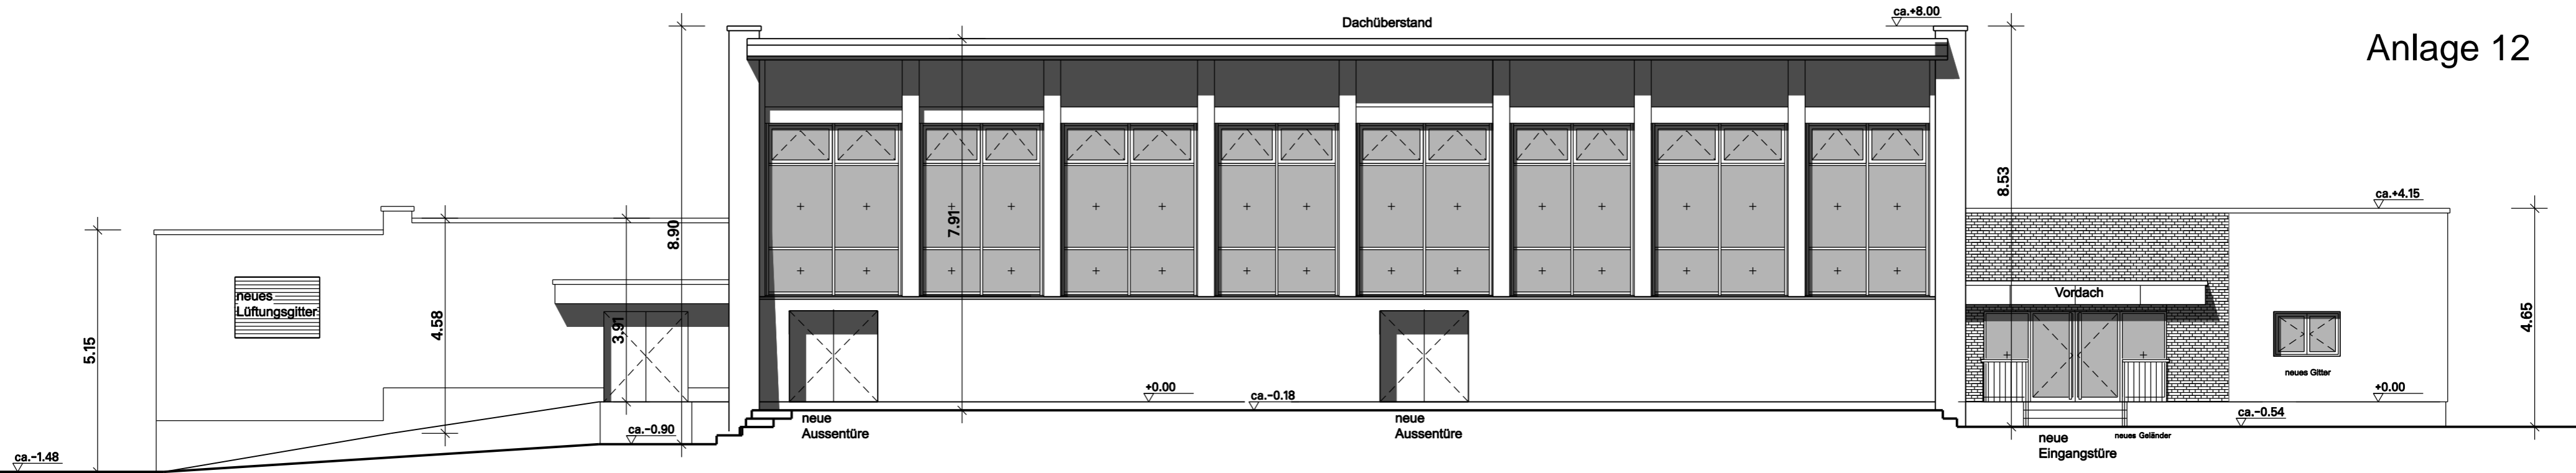 Dachüberstand
ca.+8.00
Anlage 12
8.90
7.91
8.53
ca.+4.15
neues
Lüftungsgitter
5.15
4.58
3.91
Vordach
4.65
neues Gitter
+0.00
ca.-0.18
+0.00
ca.-0.90
neue
Aussentüre
neue
Aussentüre
ca.-0.54
neue
Eingangstüre
neues Geländer
ca.-1.48